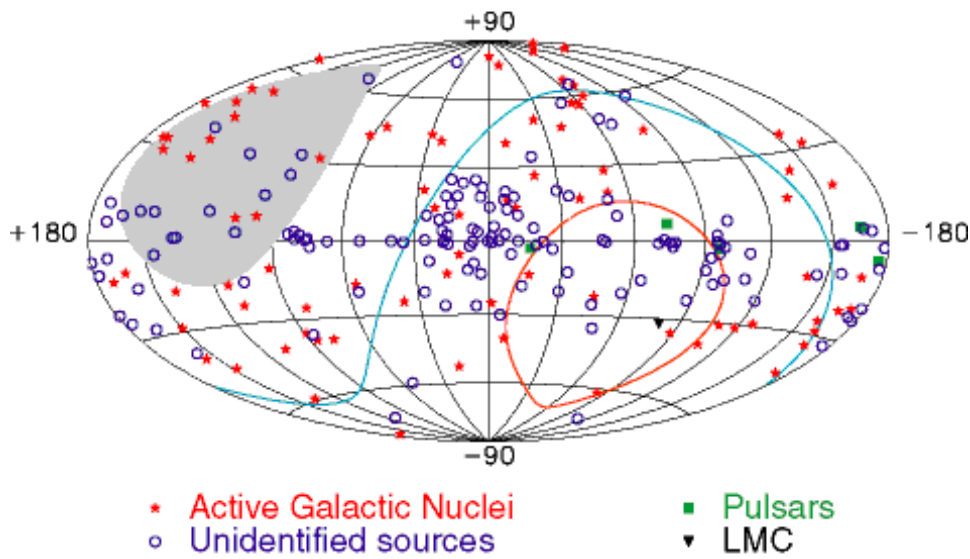 +90
+180
−180
−90
Active Galactic Nuclei
Pulsars
Unidentified sources
LMC